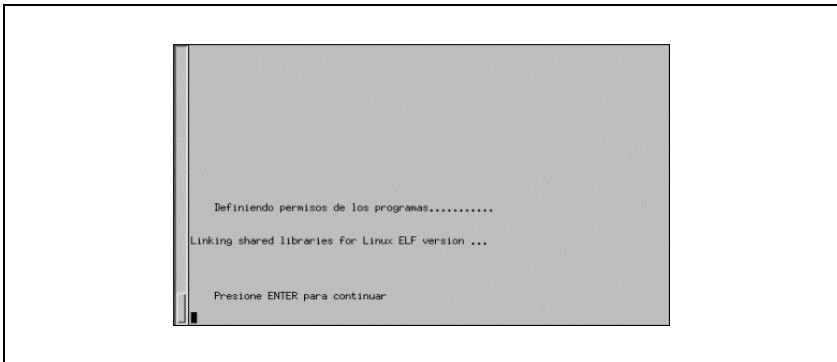 Definiendo permisos de los programas...........
Linking shared libraries for Linux ELF version ...
Presione ENTER para continuar